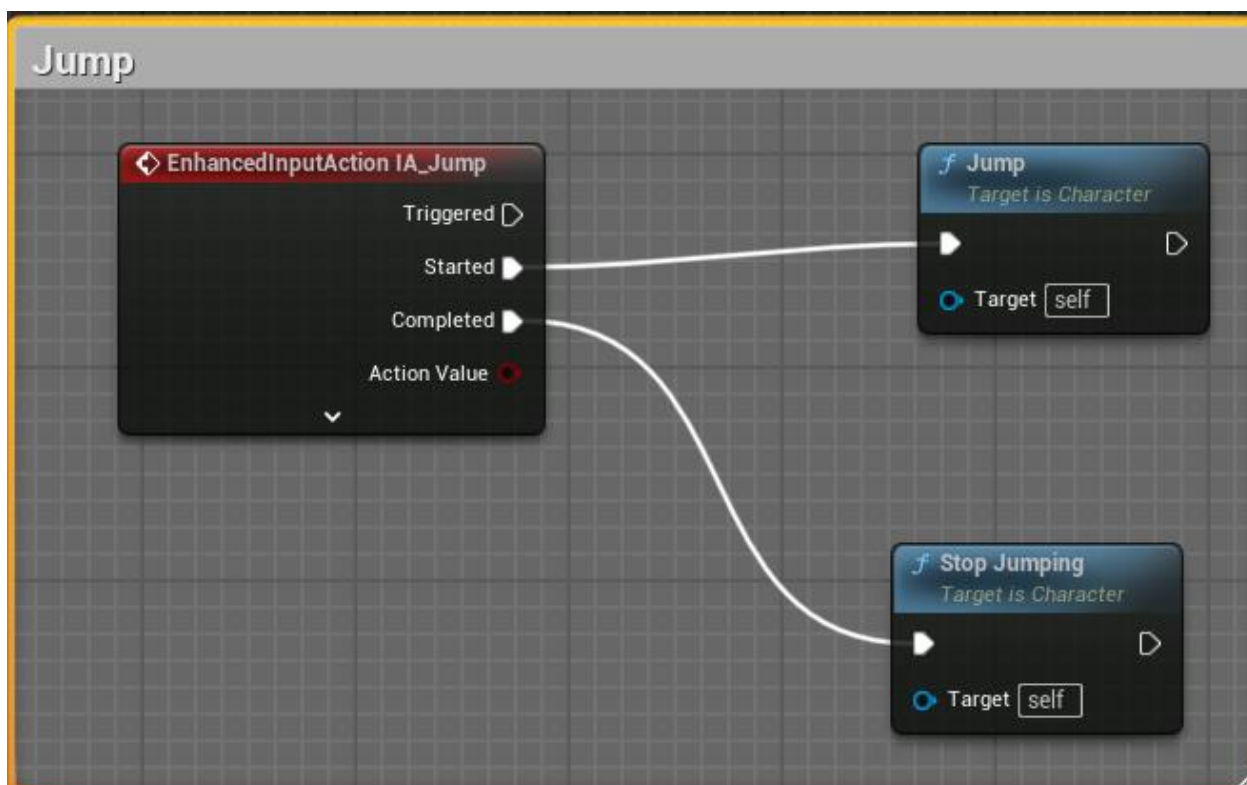 Jump
EnhancedInputAction IA_Jump
Triggered
Started
Completed
Action Value
f Jump
Target is Character
Target self
f Stop Jumping
Target is Character
Target self